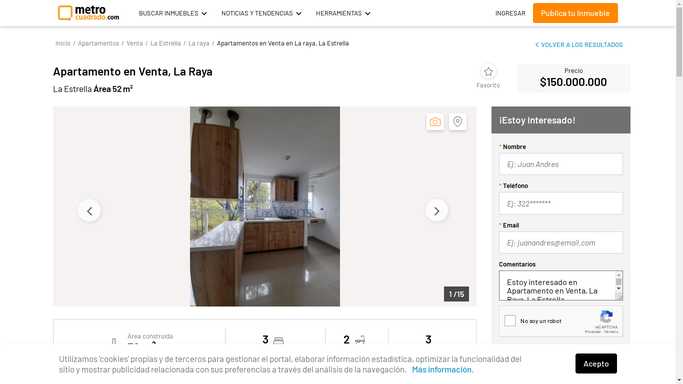 metro
cuadrado.com
BUSCAR INMUEBLES
NOTICIAS Y TENDENCIAS
HERRAMIENTAS
INGRESAR
Publica tu Inmueble
Inicio / Apartamentos / Venta / La Estrella / La raya / Apartamentos en Venta en La raya, La Estrella
VOLVER A LOS RESULTADOS
Apartamento en Venta, La Raya
La Estrella Área 52 m²
Favorito
Precio
$150.000.000
1 /15
¡Estoy Interesado!
* Nombre
Ej: Juan Andres
* Teléfono
Ej: 322*******
* Email
Ej: juanandres@email.com
Comentarios
Estoy interesado en
Apartamento en Venta, La
Raya, La Estrella
No soy un robot
reCAPTCHA
Privacidad - Términos
Área construida
3
2
3
Utilizamos 'cookies' propias y de terceros para gestionar el portal, elaborar información estadística, optimizar la funcionalidad del
sitio y mostrar publicidad relacionada con sus preferencias a través del análisis de la navegación. Más información.
Acepto